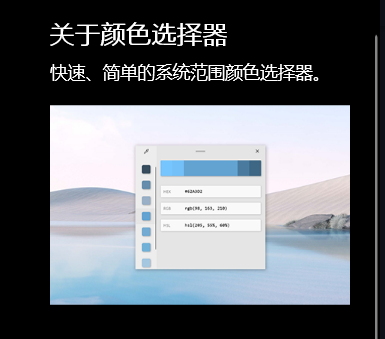 关于颜色选择器
快速、简单的系统范围颜色选择器。
HEX #62A3D2
RGB rgb(98, 163, 210)
HSL hsl(205, 55%, 60%)